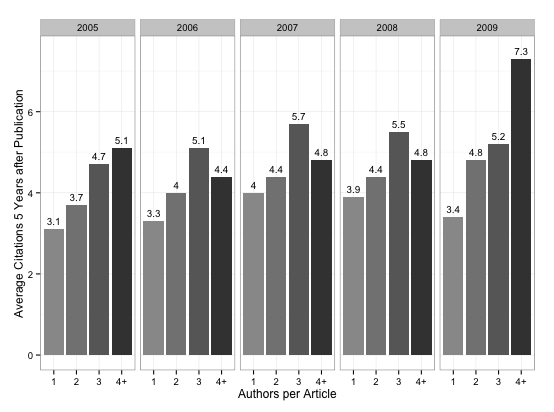 2005 2006 2007 2008 2009
Average Citations 5 Years after Publication
6
4
2
0
3.1 3.7 4.7 5.1
3.3 4 5.1 4.4
4 4.4 5.7 4.8
3.9 4.4 5.5 4.8
3.4 4.8 5.2 7.3
1 2 3 4+ 1 2 3 4+ 1 2 3 4+ 1 2 3 4+ 1 2 3 4+
Authors per Article